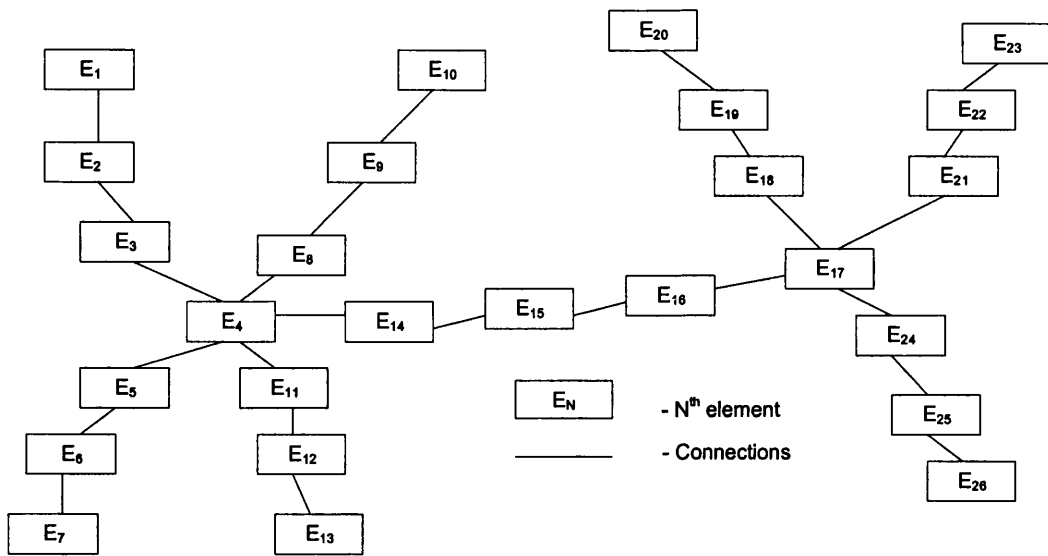 E₂₀
E₂₃
E₁
E₁₀
E₁₉
E₂₂
E₂
E₉
E₁₈
E₂₁
E₃
E₈
E₁₇
E₄
E₁₄
E₁₅
E₁₆
E₂₄
E₅
E₁₁
E_N - Nᵗʰ element
E₂₅
E₆
E₁₂
- Connections
E₂₆
E₇
E₁₃